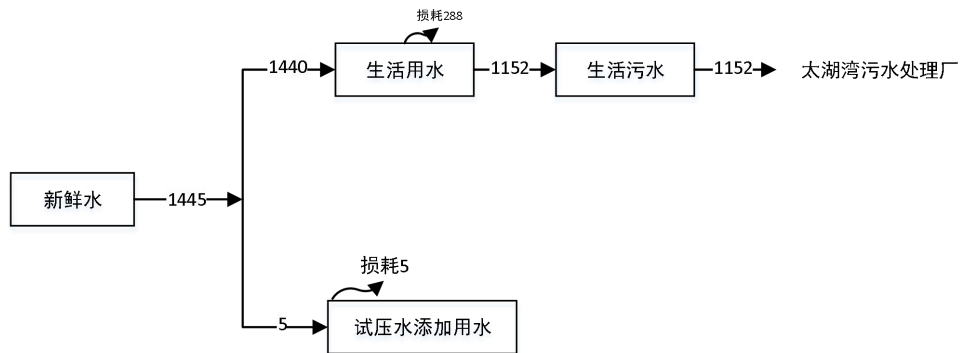 损耗288
1440
生活用水
1152
生活污水
1152
太湖湾污水处理厂
新鲜水
1445
损耗5
5
试压水添加用水